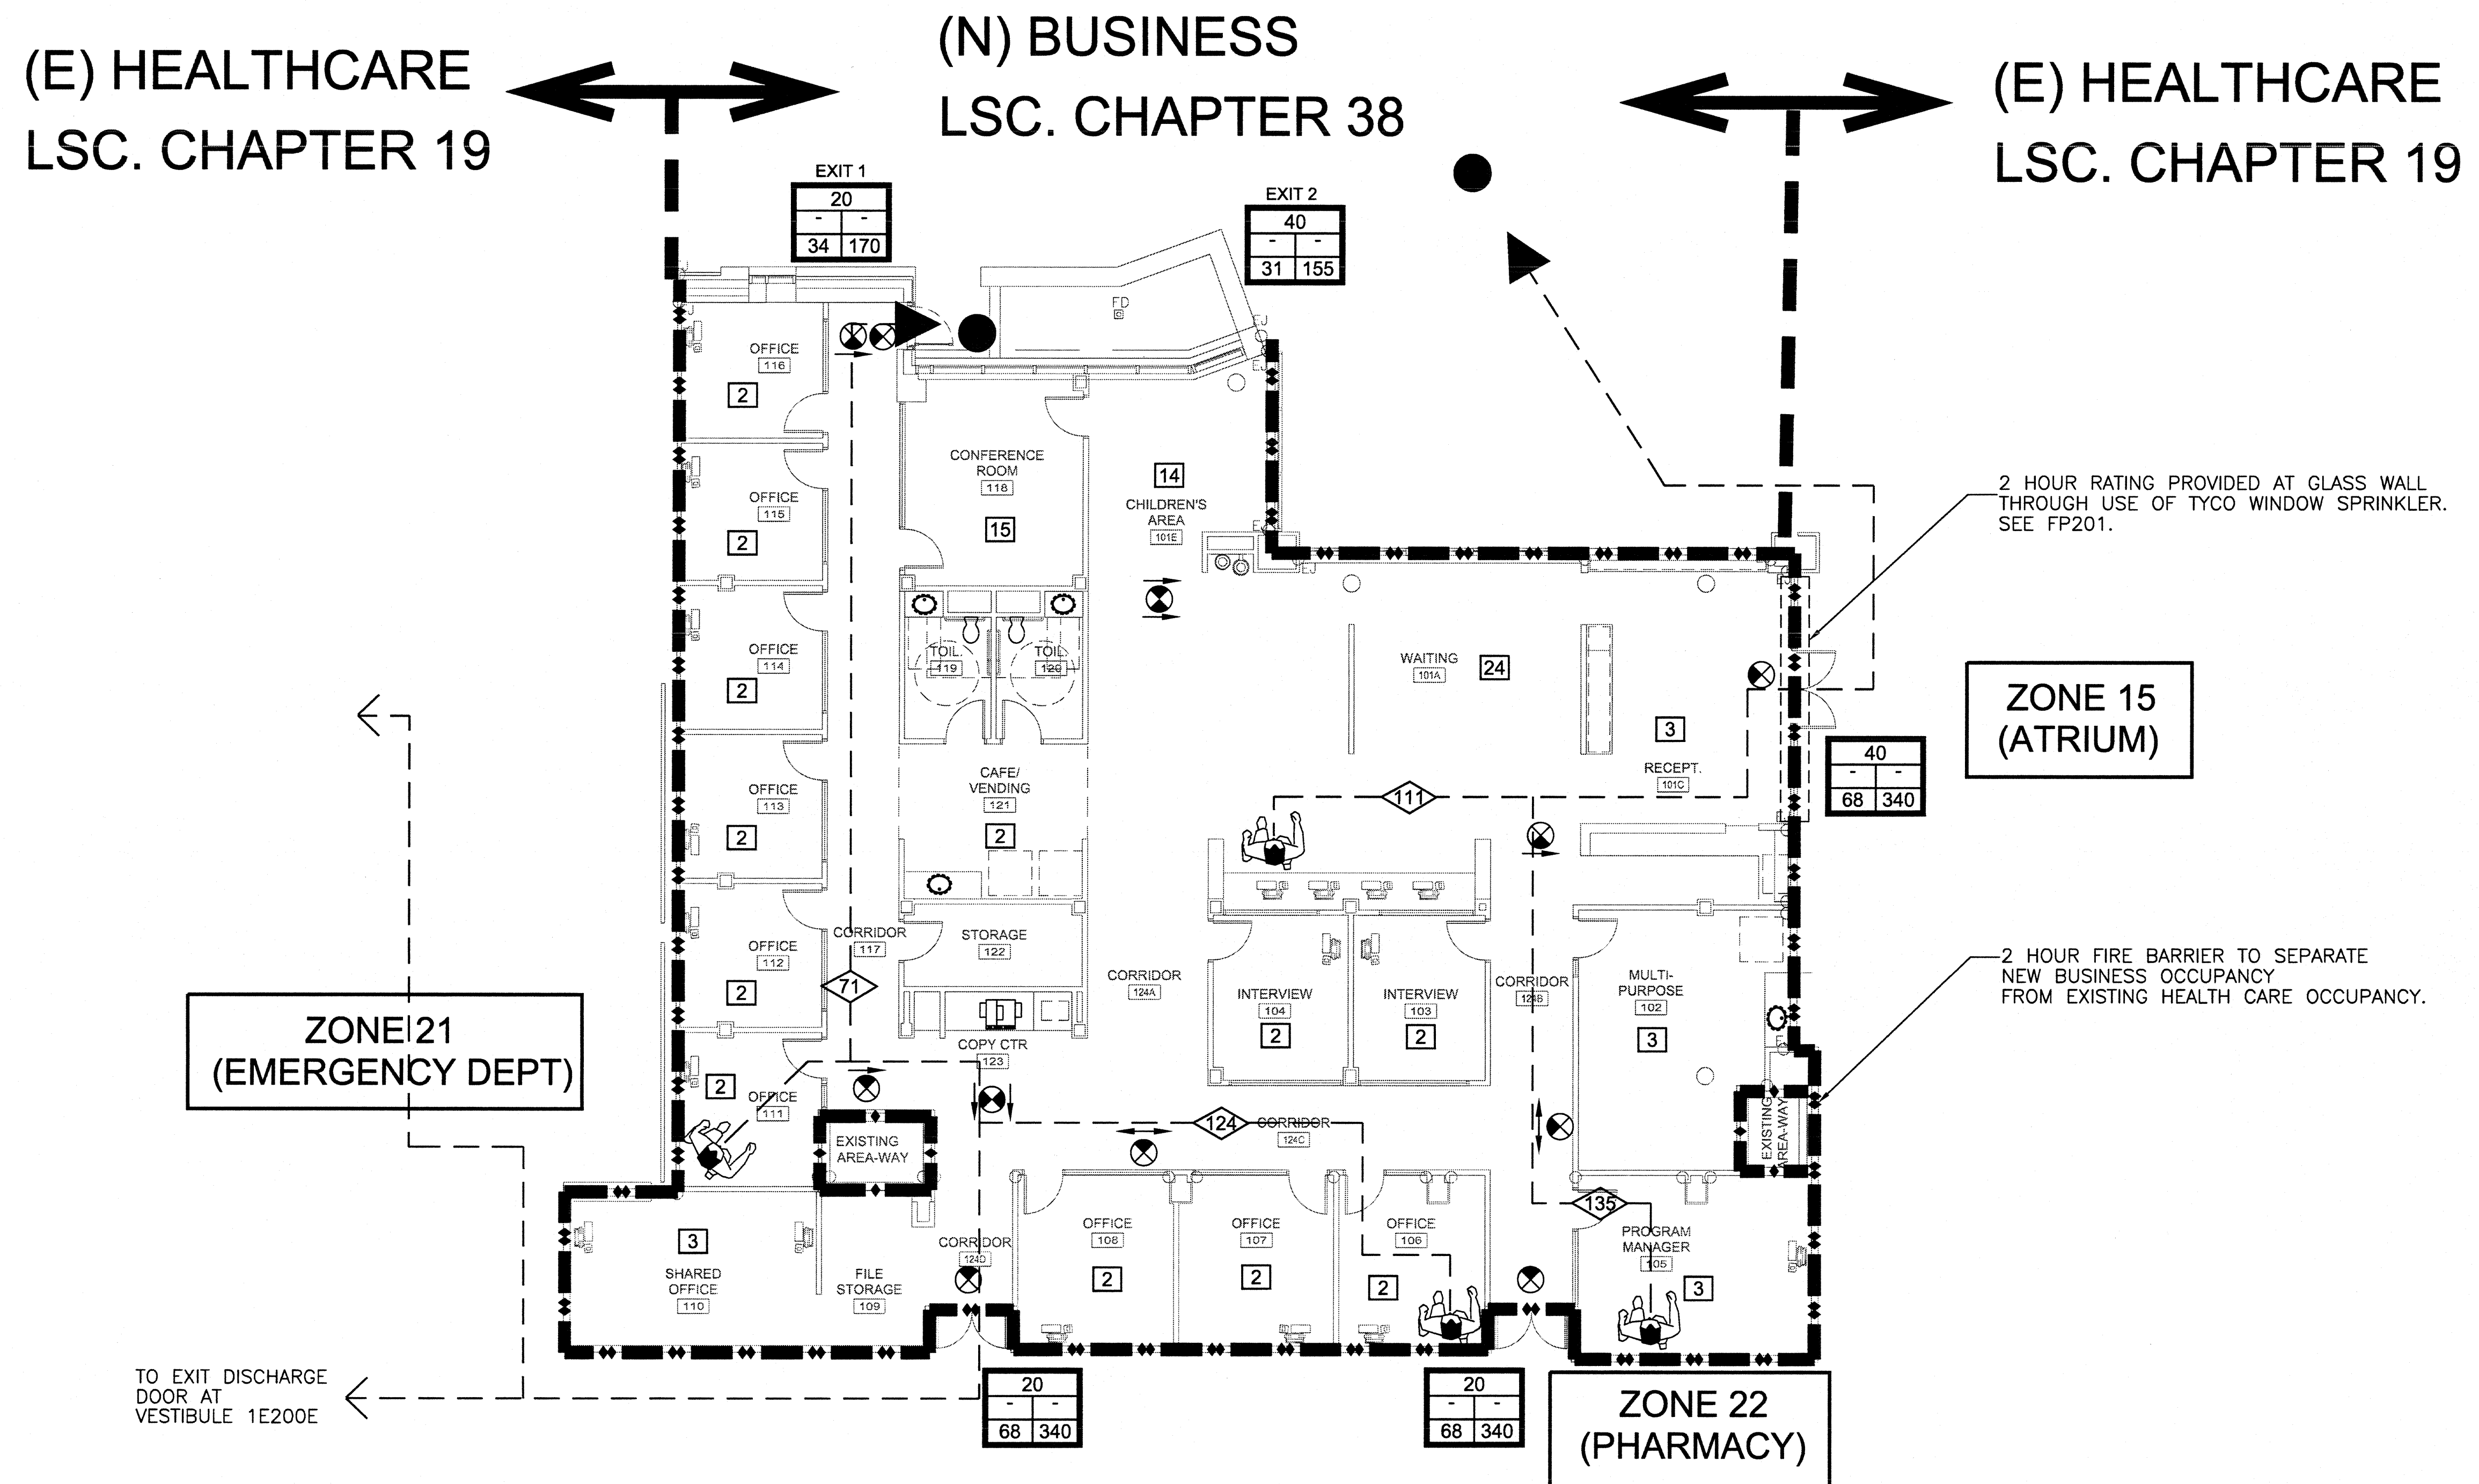 (E) HEALTHCARE
LSC. CHAPTER 19
(N) BUSINESS
LSC. CHAPTER 38
(E) HEALTHCARE
LSC. CHAPTER 19
EXIT 1
20
- -
34 170
EXIT 2
40
- -
31 155
FD
EJ
EJ
OFFICE
116
2
OFFICE
115
2
OFFICE
114
2
OFFICE
113
2
OFFICE
112
2
2
OFFICE
111
CONFERENCE
ROOM
118
15
14
CHILDREN'S
AREA
101E
EJ
EJ
EJ
TOIL.
119
TOIL.
120
CAFE/
VENDING
121
2
CORRIDOR
117
STORAGE
122
71
COPY CTR
123
WAITING
101A
24
3
RECEPT.
101C
111
CORRIDOR
124A
INTERVIEW
104
2
INTERVIEW
103
2
CORRIDOR
124B
MULTI-
PURPOSE
102
3
EXISTING
AREA-WAY
EXISTING
AREA-WAY
124
CORRIDOR
124C
135
3
SHARED
OFFICE
110
FILE
STORAGE
109
CORRIDOR
124D
OFFICE
108
2
OFFICE
107
2
OFFICE
106
2
PROGRAM
MANAGER
105
3
2 HOUR RATING PROVIDED AT GLASS WALL
THROUGH USE OF TYCO WINDOW SPRINKLER.
SEE FP201.
ZONE 15
(ATRIUM)
40
- -
68 340
2 HOUR FIRE BARRIER TO SEPARATE
NEW BUSINESS OCCUPANCY
FROM EXISTING HEALTH CARE OCCUPANCY.
ZONE 21
(EMERGENCY DEPT)
TO EXIT DISCHARGE
DOOR AT
VESTIBULE 1E200E
20
- -
68 340
20
- -
68 340
ZONE 22
(PHARMACY)